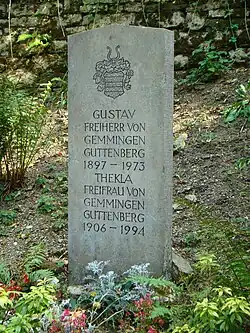 GUSTAV
FREIHERR VON
GEMMINGEN
GUTTENBERG
1897 – 1973
THEKLA
FREIFRAU VON
GEMMINGEN
GUTTENBERG
1906 – 1994